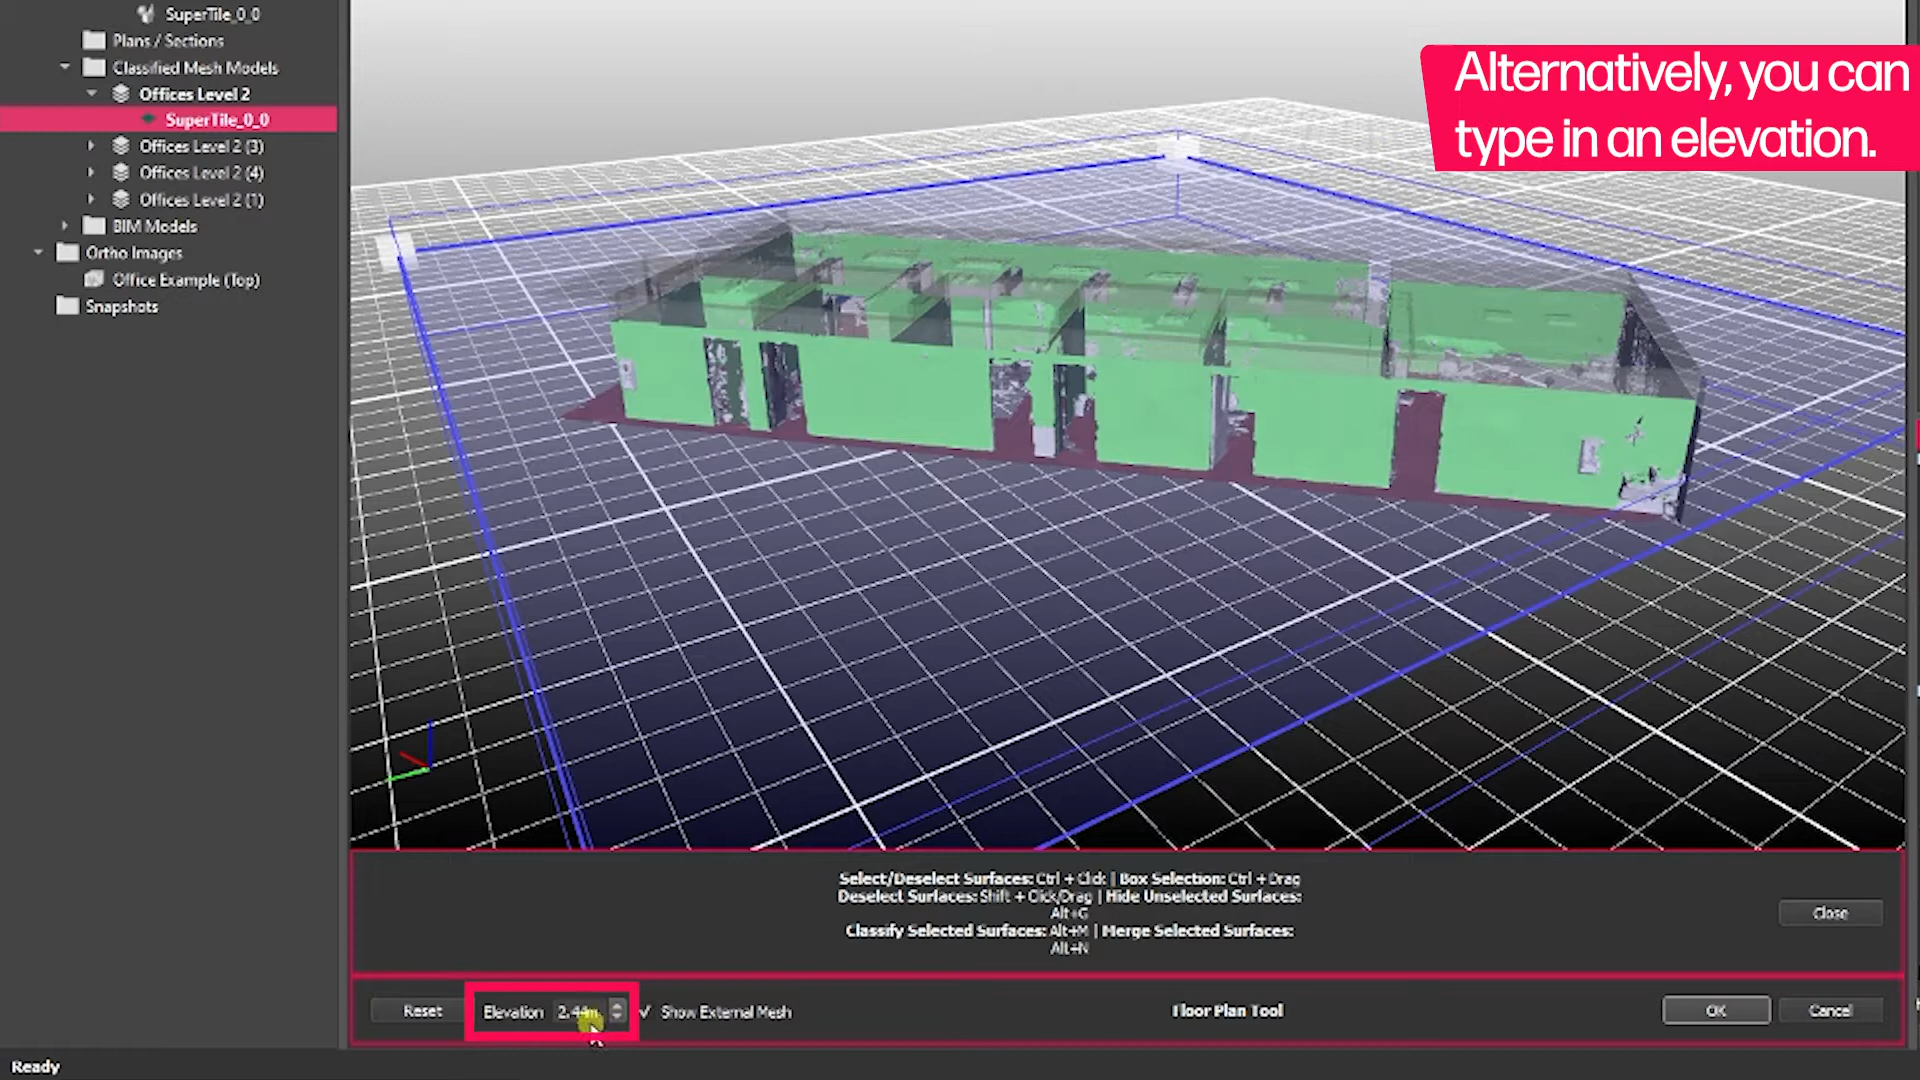 SuperTile_0_0
Plans / Sections
Classified Mesh Models
Offices Level 2
SuperTile_0_0
Offices Level 2 (3)
Offices Level 2 (4)
Offices Level 2 (1)
BIM Models
Ortho Images
Office Example (Top)
Snapshots
Alternatively, you can
type in an elevation.
Select/Deselect Surfaces: Ctrl + Click | Box Selection: Ctrl + Drag
Deselect Surfaces: Shift + Click/Drag | Hide Unselected Surfaces:
Alt+G
Classify Selected Surfaces: Alt+M | Merge Selected Surfaces:
Alt+N
Close
Reset
Elevation 2.44m
Show External Mesh
Floor Plan Tool
OK
Cancel
Ready